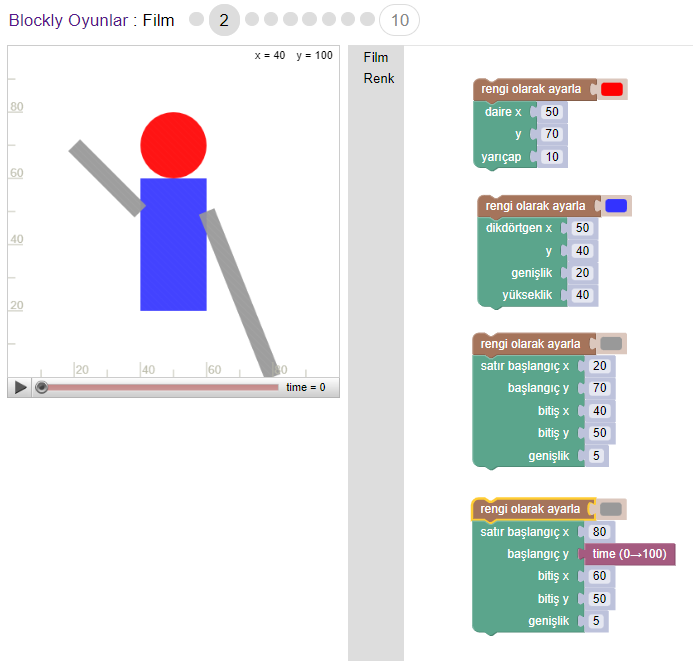 Blockly Oyunlar : Film 2 10
x = 40 y = 100
80
60
40
20
20 40 60 80
time = 0
Film
Renk
rengi olarak ayarla
daire x 50
y 70
yarıçap 10
rengi olarak ayarla
dikdörtgen x 50
y 40
genişlik 20
yükseklik 40
rengi olarak ayarla
satır başlangıç x 20
başlangıç y 70
bitiş x 40
bitiş y 50
genişlik 5
rengi olarak ayarla
satır başlangıç x 80
başlangıç y time (0→100)
bitiş x 60
bitiş y 50
genişlik 5